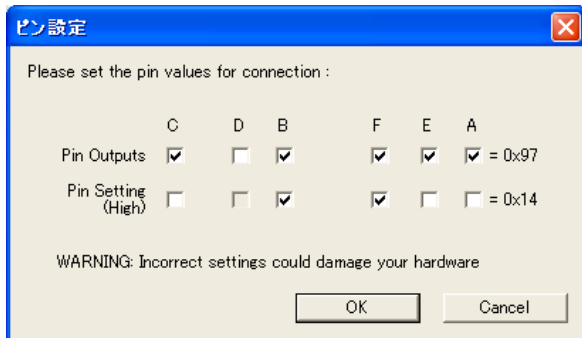 ピン設定
Please set the pin values for connection :
C D B F E A
Pin Outputs = 0x97
Pin Setting
(High) = 0x14
WARNING: Incorrect settings could damage your hardware
OK Cancel